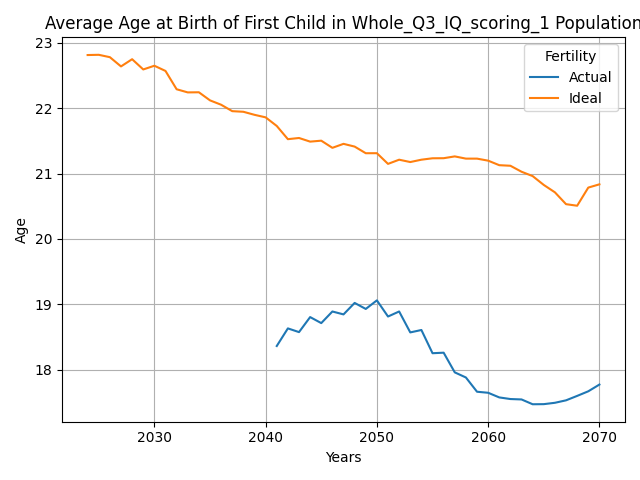 Average Age at Birth of First Child in Whole_Q3_IQ_scoring_1 Population
Fertility
Actual
Ideal
23
22
21
20
19
18
Age
2030 2040 2050 2060 2070
Years